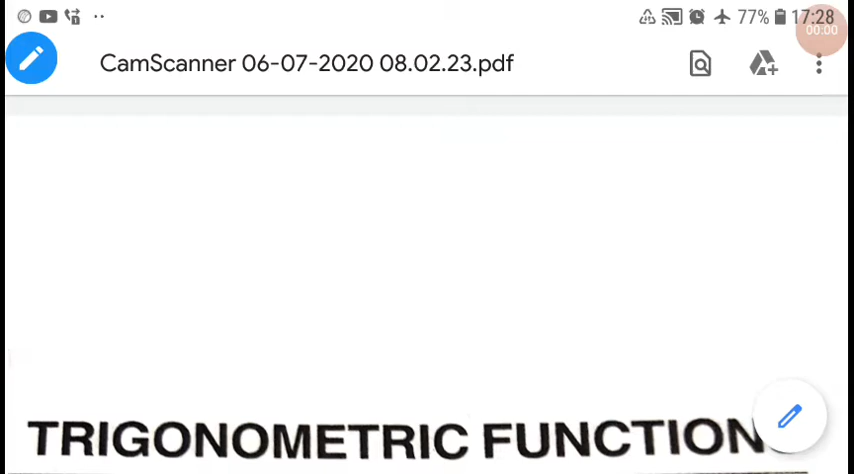 77% 17:28
00:00
CamScanner 06-07-2020 08.02.23.pdf
TRIGONOMETRIC FUNCTION